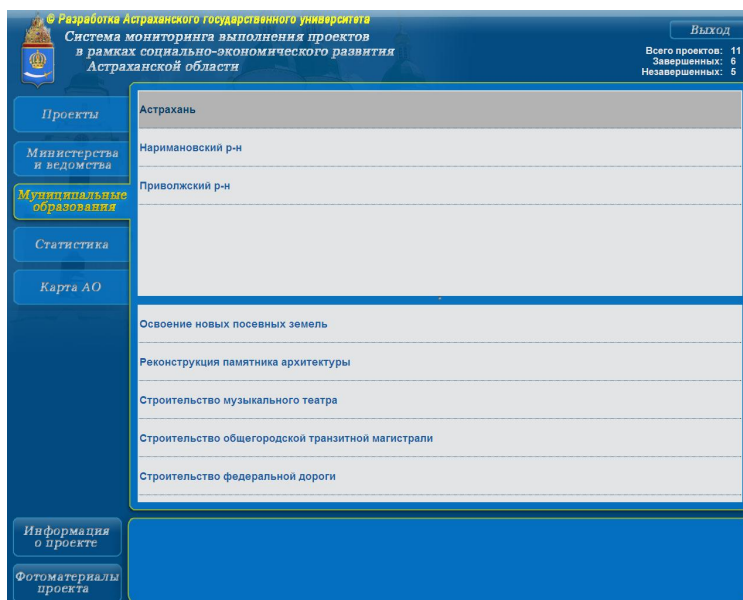 © Разработка Астраханского государственного университета
Система мониторинга выполнения проектов
в рамках социально-экономического развития
Астраханской области
Выход
Всего проектов: 11
Завершенных: 6
Незавершенных: 5
Проекты
Министерства
и ведомства
Муниципальные
образования
Статистика
Карта АО
Астрахань
Наримановский р-н
Приволжский р-н
Освоение новых посевных земель
Реконструкция памятника архитектуры
Строительство музыкального театра
Строительство общегородской транзитной магистрали
Строительство федеральной дороги
Информация
о проекте
Фотоматериалы
проекта